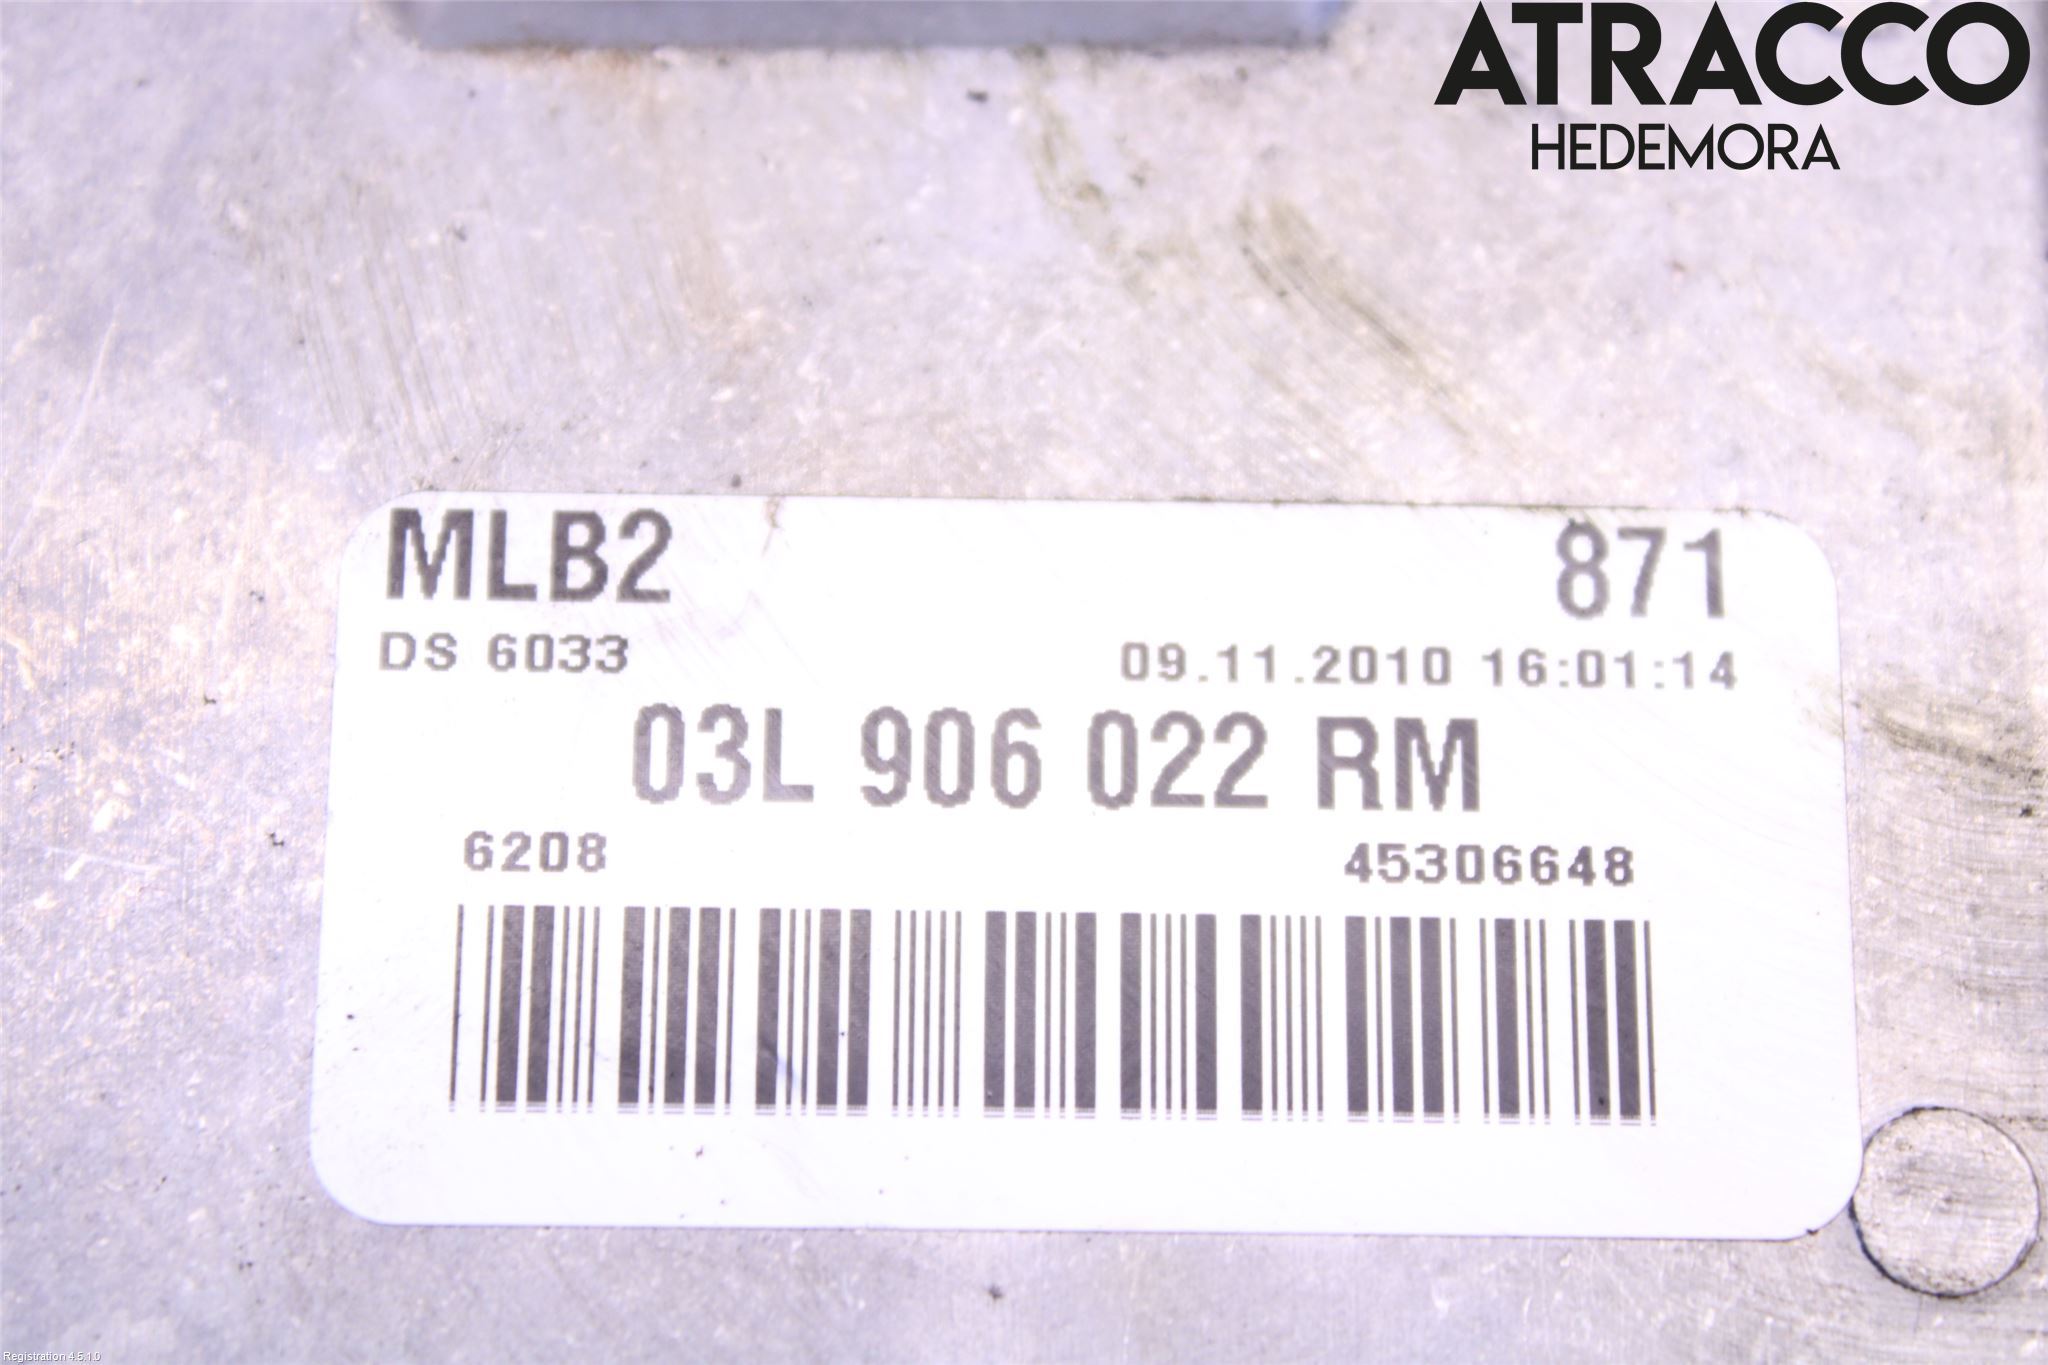 ATRACCO
HEDEMORA
MLB2 871
DS 6033 09.11.2010 16:01:14
03L 906 022 RM
6208 45306648
Registration 4.5.1.0